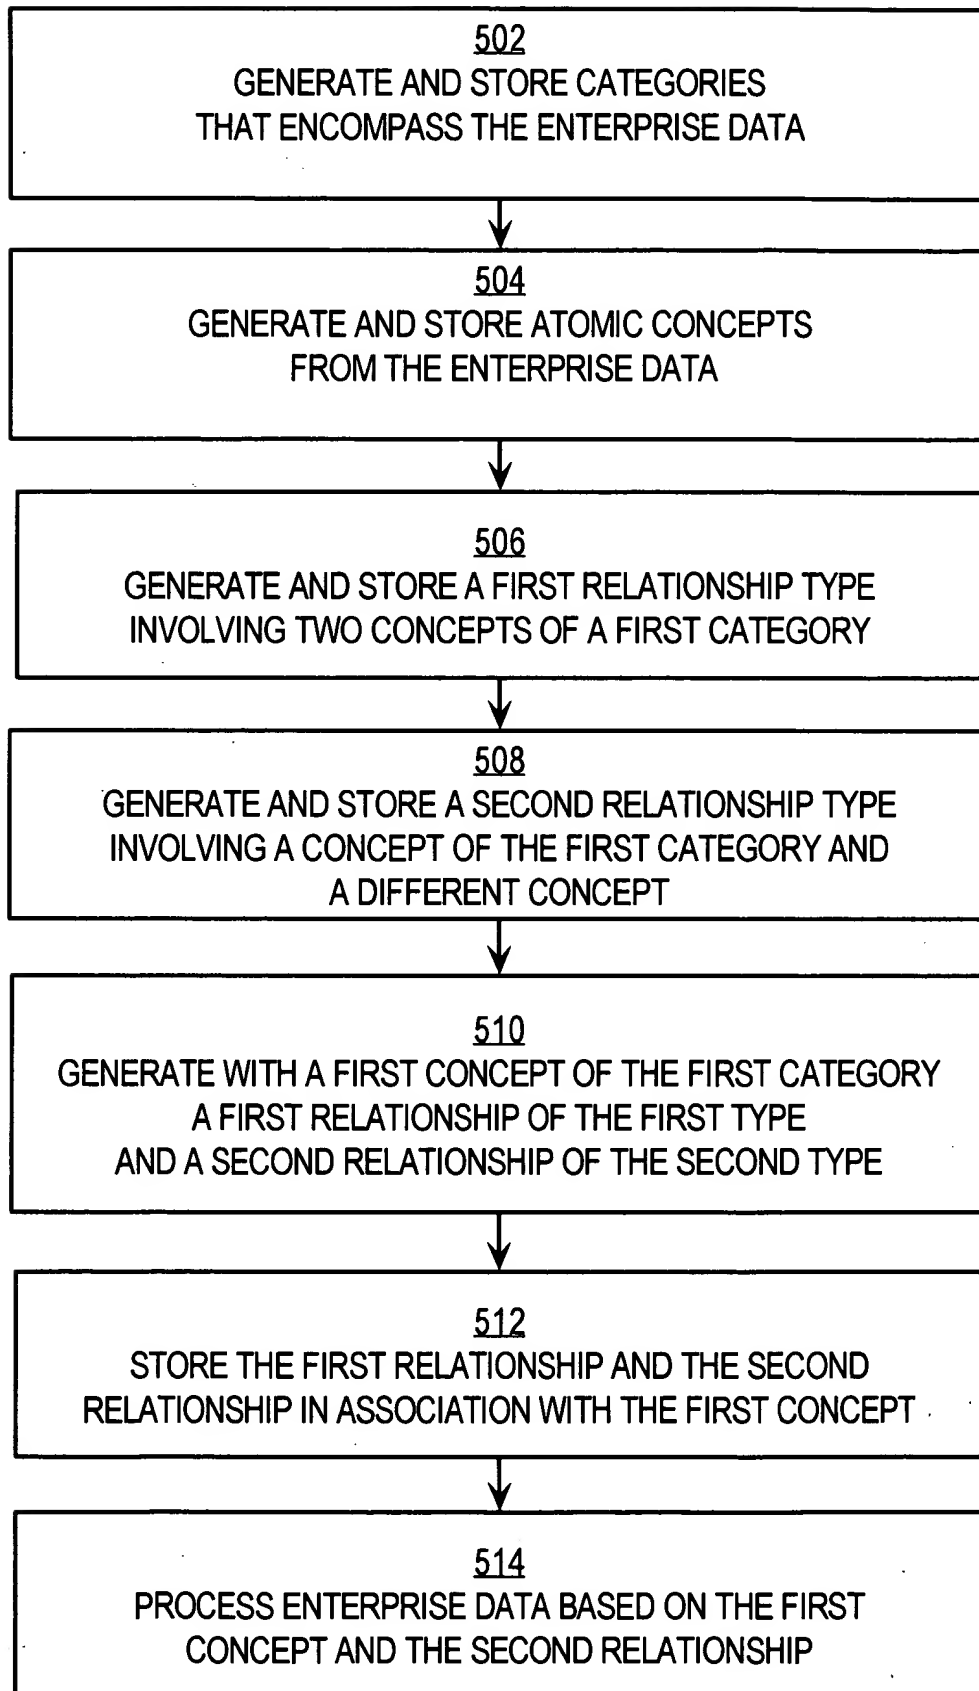 502
GENERATE AND STORE CATEGORIES
THAT ENCOMPASS THE ENTERPRISE DATA
504
GENERATE AND STORE ATOMIC CONCEPTS
FROM THE ENTERPRISE DATA
506
GENERATE AND STORE A FIRST RELATIONSHIP TYPE
INVOLVING TWO CONCEPTS OF A FIRST CATEGORY
508
GENERATE AND STORE A SECOND RELATIONSHIP TYPE
INVOLVING A CONCEPT OF THE FIRST CATEGORY AND
A DIFFERENT CONCEPT
510
GENERATE WITH A FIRST CONCEPT OF THE FIRST CATEGORY
A FIRST RELATIONSHIP OF THE FIRST TYPE
AND A SECOND RELATIONSHIP OF THE SECOND TYPE
512
STORE THE FIRST RELATIONSHIP AND THE SECOND
RELATIONSHIP IN ASSOCIATION WITH THE FIRST CONCEPT
514
PROCESS ENTERPRISE DATA BASED ON THE FIRST
CONCEPT AND THE SECOND RELATIONSHIP